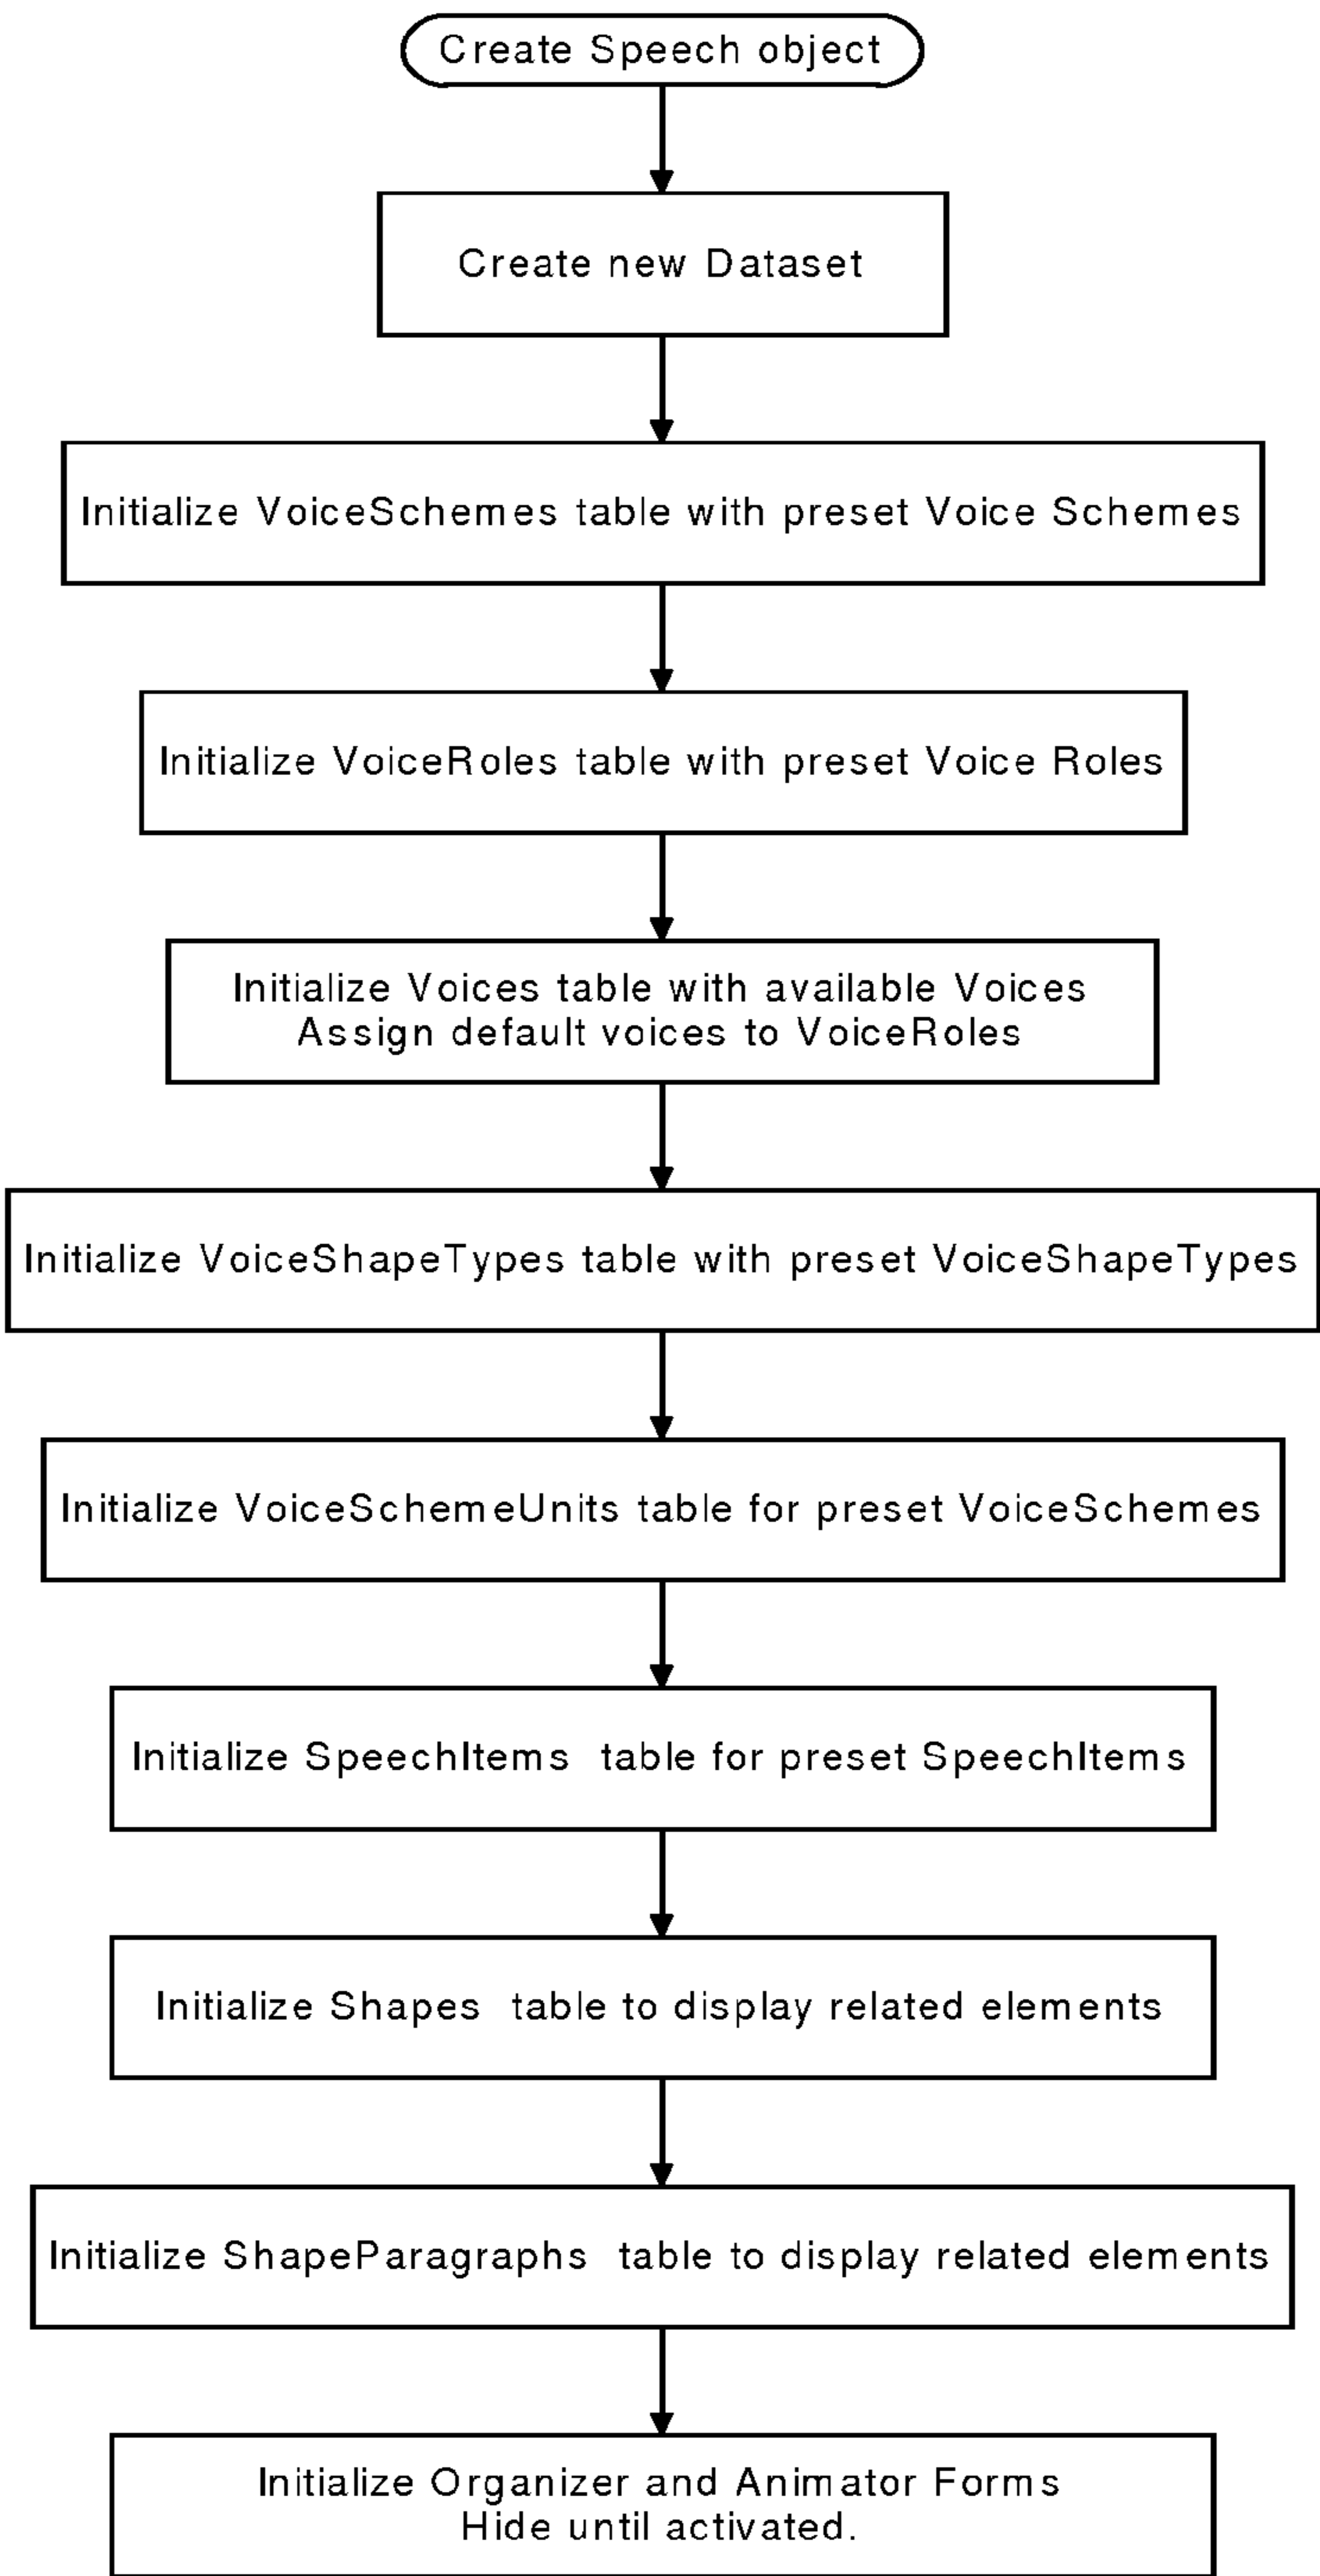 Create Speech object
Create new Dataset
Initialize VoiceSchemes table with preset Voice Schemes
Initialize VoiceRoles table with preset Voice Roles
Initialize Voices table with available Voices
Assign default voices to VoiceRoles
Initialize VoiceShapeTypes table with preset VoiceShapeTypes
Initialize VoiceSchemeUnits table for preset VoiceSchemes
Initialize SpeechItems  table for preset SpeechItems
Initialize Shapes  table to display related elements
Initialize ShapeParagraphs  table to display related elements
Initialize Organizer and Animator Forms
Hide until activated.